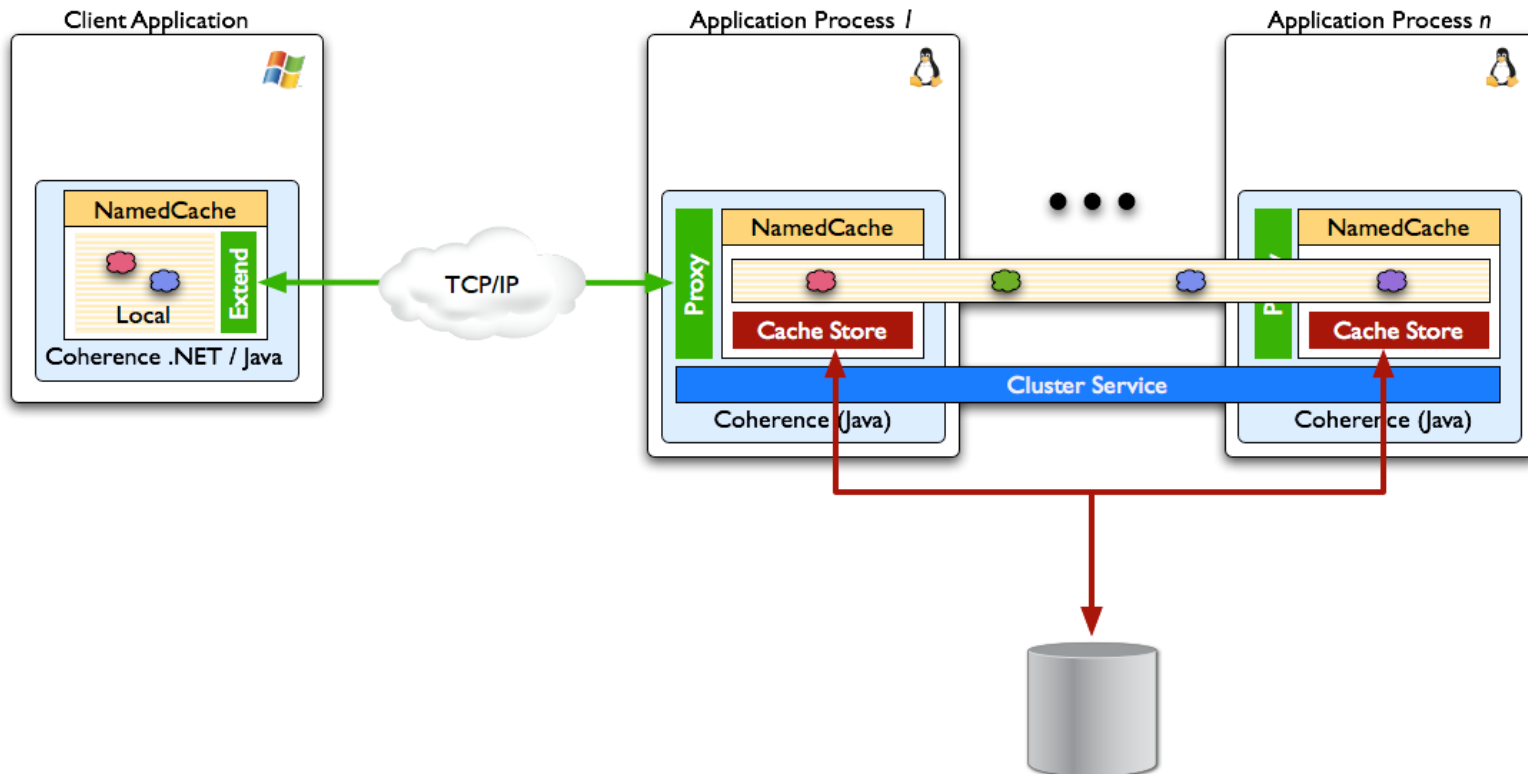 Client Application
NamedCache
Local
Extend
Coherence .NET / Java
TCP/IP
Application Process 1
Proxy
NamedCache
Cache Store
Coherence (Java)
Cluster Service
Application Process n
NamedCache
Cache Store
Coherence (Java)